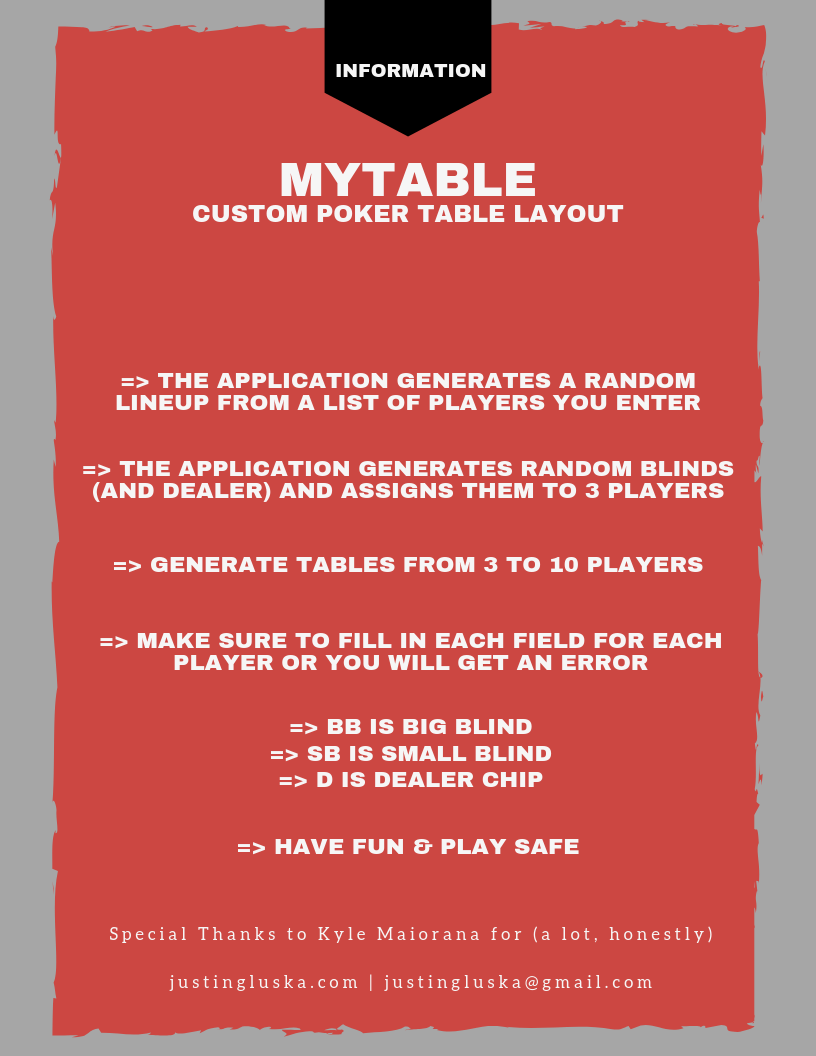 INFORMATION
MYTABLE
CUSTOM POKER TABLE LAYOUT
=> THE APPLICATION GENERATES A RANDOM
LINEUP FROM A LIST OF PLAYERS YOU ENTER
=> THE APPLICATION GENERATES RANDOM BLINDS
(AND DEALER) AND ASSIGNS THEM TO 3 PLAYERS
=> GENERATE TABLES FROM 3 TO 10 PLAYERS
=> MAKE SURE TO FILL IN EACH FIELD FOR EACH
PLAYER OR YOU WILL GET AN ERROR
=> BB IS BIG BLIND
=> SB IS SMALL BLIND
=> D IS DEALER CHIP
=> HAVE FUN & PLAY SAFE
Special Thanks to Kyle Maiorana for (a lot, honestly)
justingluska.com | justingluska@gmail.com